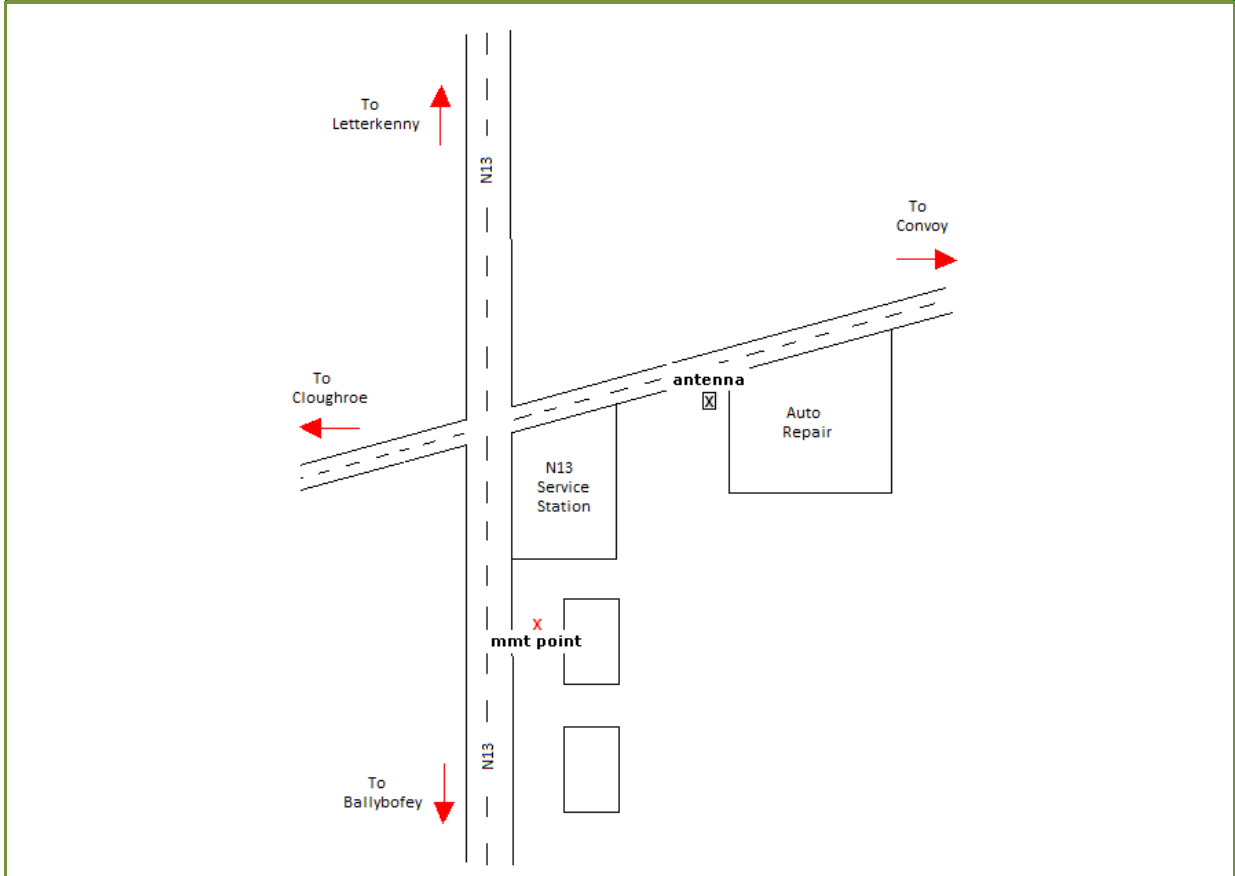 To
Letterkenny
N13
To
Convoy
To
Cloughroe
antenna
X
Auto
Repair
N13
Service
Station
X
mmt point
N13
To
Ballybofey